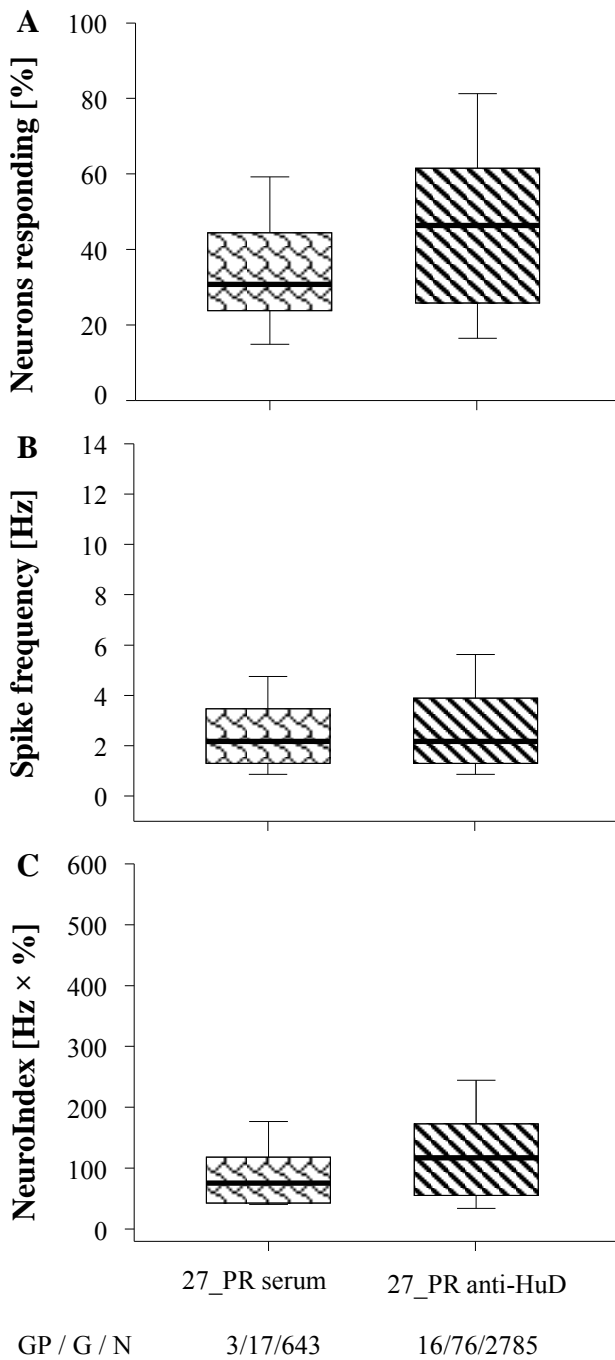 A
Neurons responding [%]
100
80
60
40
20
0
B
Spike frequency [Hz]
14
12
10
8
6
4
2
0
C
NeuroIndex [Hz × %]
600
500
400
300
200
100
0
27_PR serum 27_PR anti-HuD
GP / G / N 3/17/643 16/76/2785